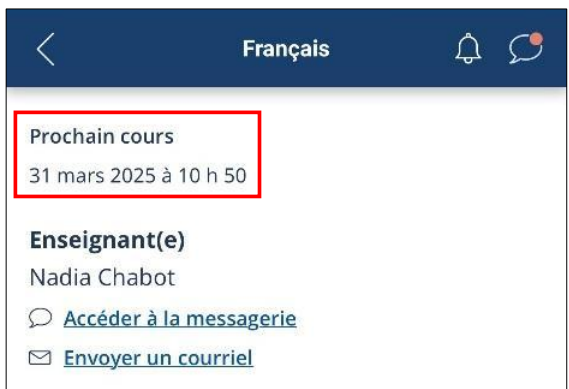 Français
Prochain cours
31 mars 2025 à 10 h 50
Enseignant(e)
Nadia Chabot
Accéder à la messagerie
Envoyer un courriel